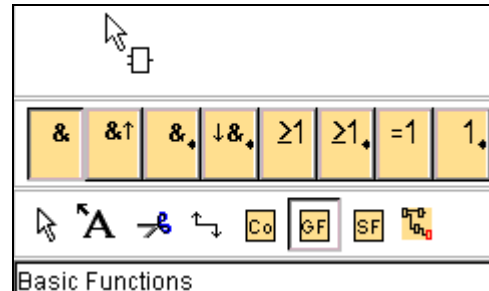 & &↑ &. ↓&. ≥1 ≥1. =1 1.
A Co GF SF
Basic Functions